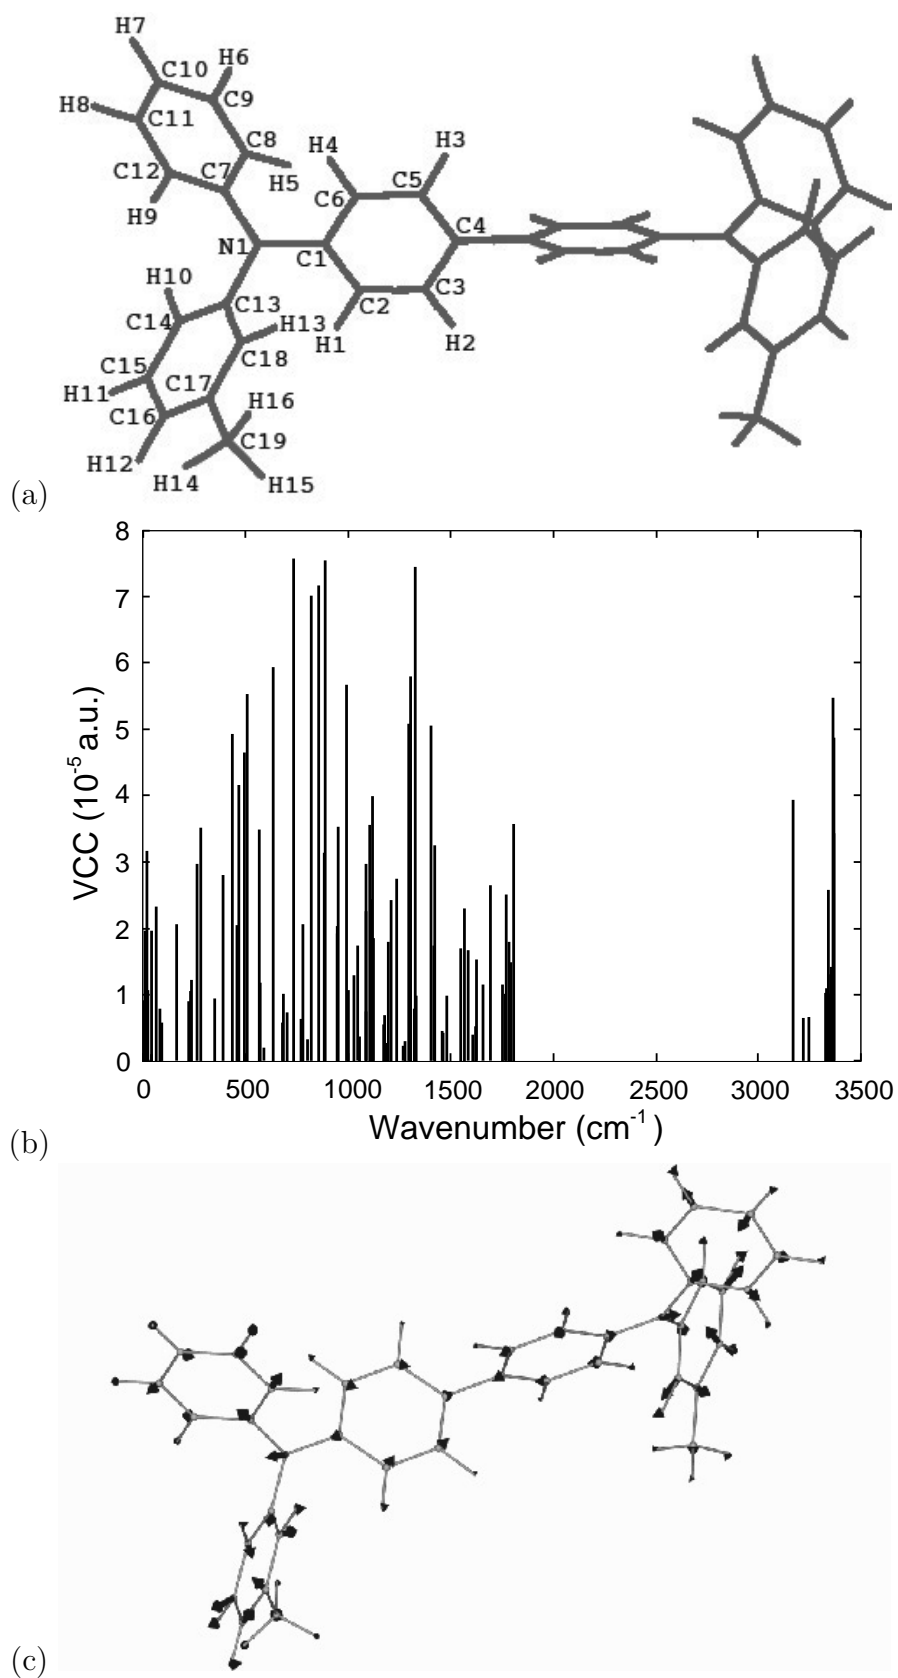 H7
C10 H6
H8 C11 C9
C8 H4 H3
C12 C7 H5 C5
H9 C6 C4
N1 C1
H10 C13 C2 C3
C14 H13 H1 H2
C15 C18
H11 C17 H16
C16 C19
H12 H14 H15
(a)
8
7
6
5
4
3
2
1
0
VCC (10-5 a.u.)
0 500 1000 1500 2000 2500 3000 3500
Wavenumber (cm-1)
(b)
(c)